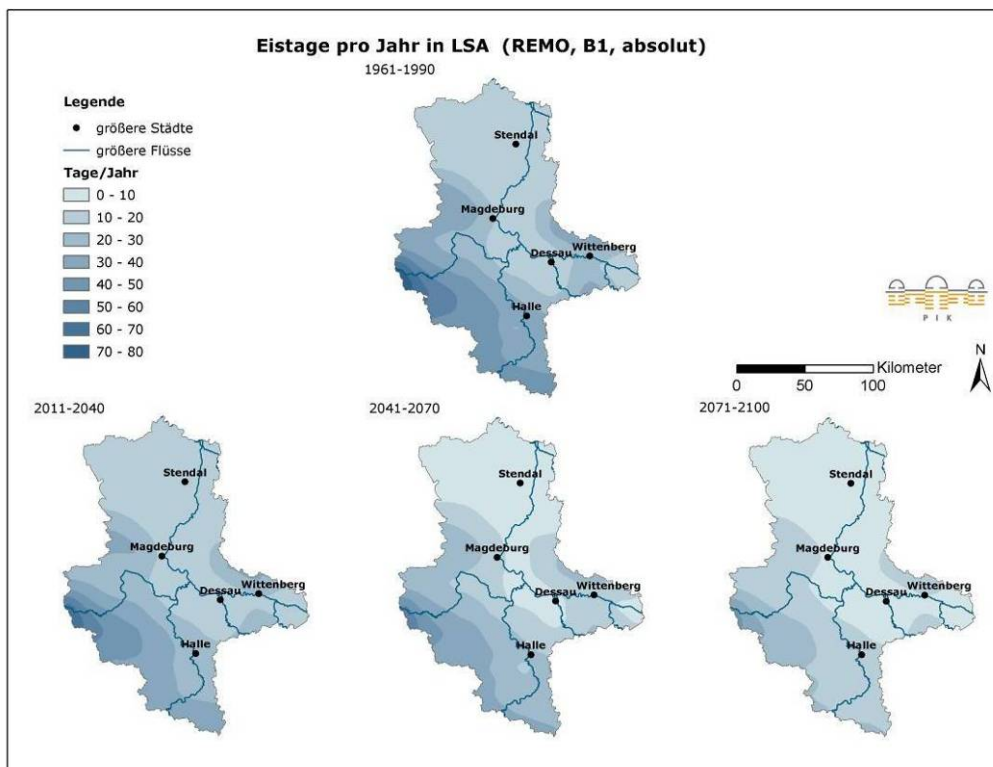 Eistage pro Jahr in LSA (REMO, B1, absolut)
1961-1990
Legende
größere Städte
größere Flüsse
Tage/Jahr
0 - 10
10 - 20
20 - 30
30 - 40
40 - 50
50 - 60
60 - 70
70 - 80
Stendal
Magdeburg
Dessau
Wittenberg
Halle
P I K
Kilometer
0 50 100
N
2011-2040
Stendal
Magdeburg
Dessau
Wittenberg
Halle
2041-2070
Stendal
Magdeburg
Dessau
Wittenberg
Halle
2071-2100
Stendal
Magdeburg
Dessau
Wittenberg
Halle